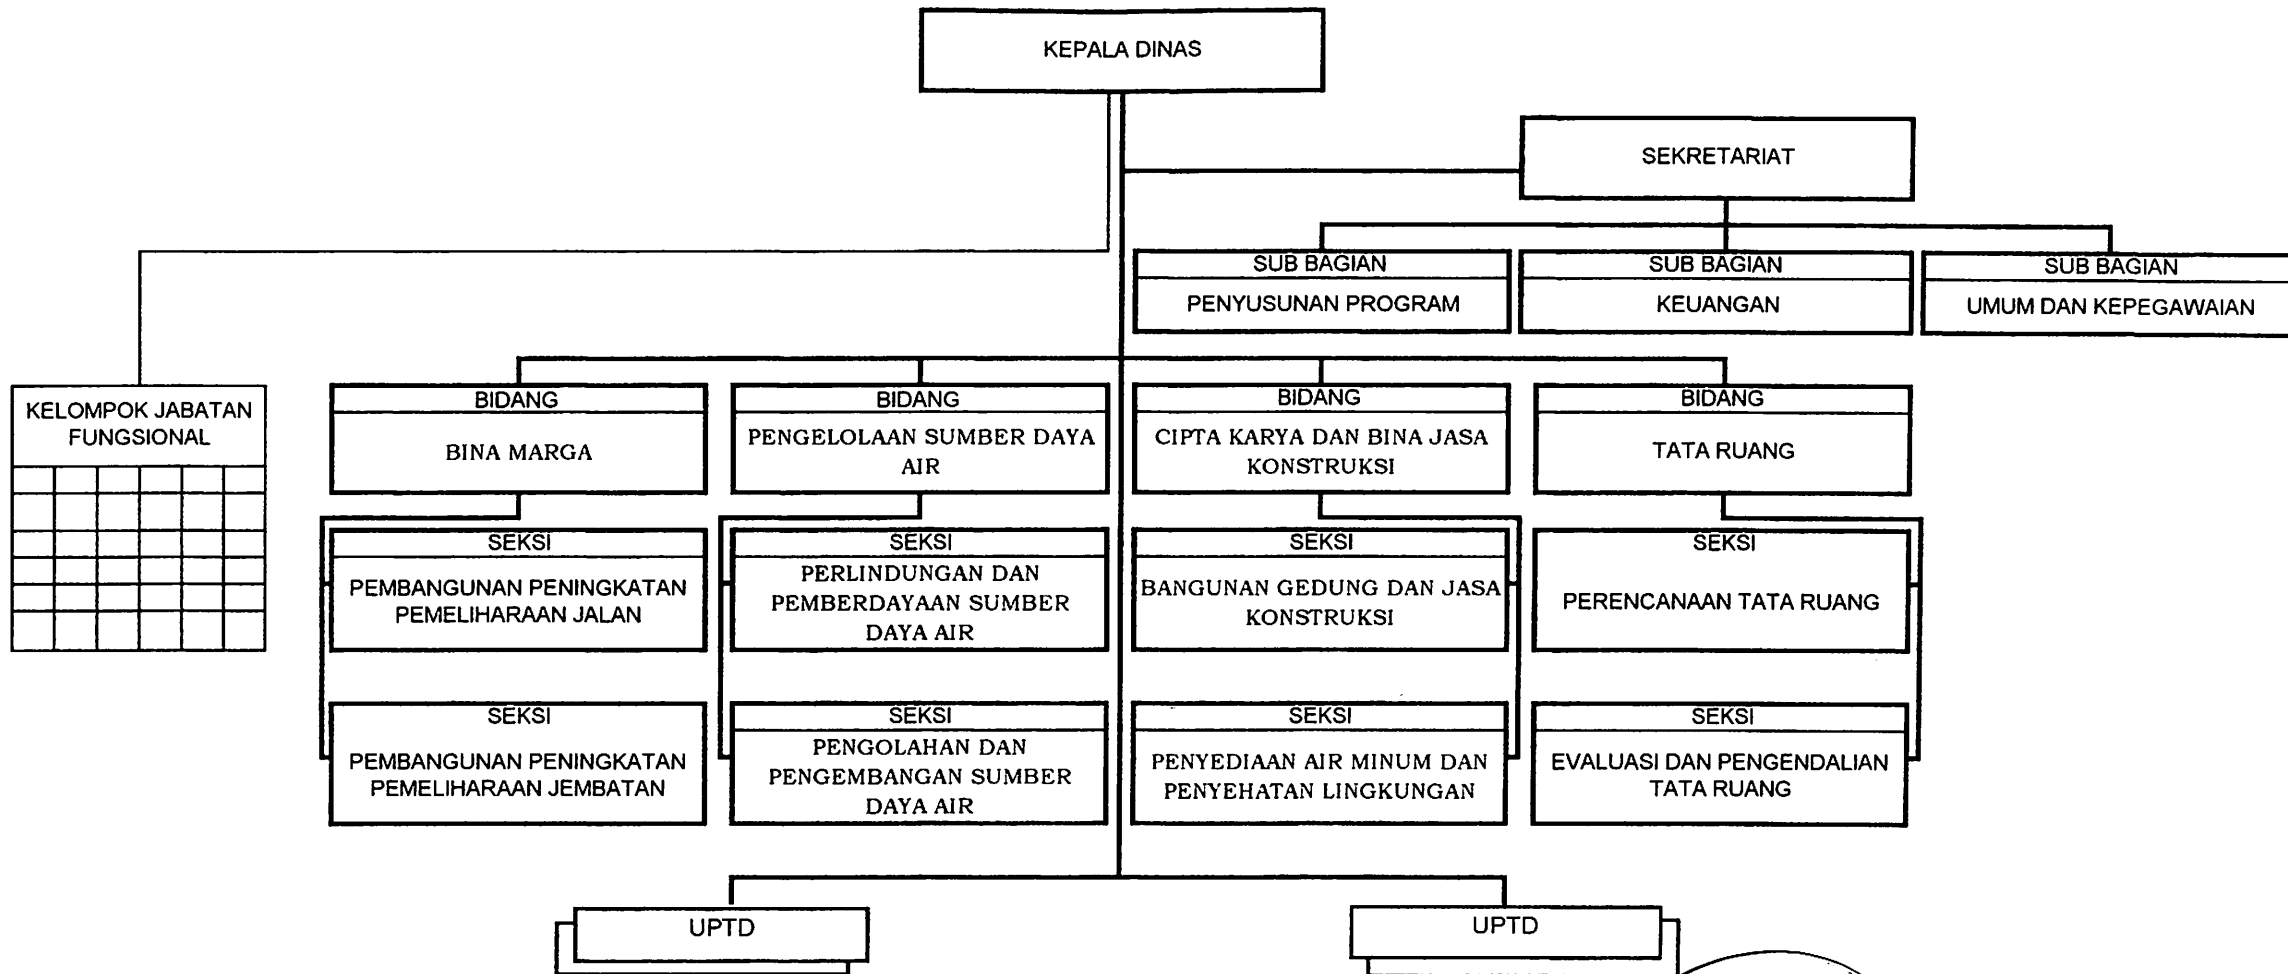 KEPALA DINAS
SEKRETARIAT
SUB BAGIAN
PENYUSUNAN PROGRAM
SUB BAGIAN
KEUANGAN
SUB BAGIAN
UMUM DAN KEPEGAWAIAN
KELOMPOK JABATAN
FUNGSIONAL
BIDANG
BINA MARGA
BIDANG
PENGELOLAAN SUMBER DAYA
AIR
BIDANG
CIPTA KARYA DAN BINA JASA
KONSTRUKSI
BIDANG
TATA RUANG
SEKSI
PEMBANGUNAN PENINGKATAN
PEMELIHARAAN JALAN
SEKSI
PERLINDUNGAN DAN
PEMBERDAYAAN SUMBER
DAYA AIR
SEKSI
BANGUNAN GEDUNG DAN JASA
KONSTRUKSI
SEKSI
PERENCANAAN TATA RUANG
SEKSI
PEMBANGUNAN PENINGKATAN
PEMELIHARAAN JEMBATAN
SEKSI
PENGOLAHAN DAN
PENGEMBANGAN SUMBER
DAYA AIR
SEKSI
PENYEDIAAN AIR MINUM DAN
PENYEHATAN LINGKUNGAN
SEKSI
EVALUASI DAN PENGENDALIAN
TATA RUANG
UPTD
UPTD